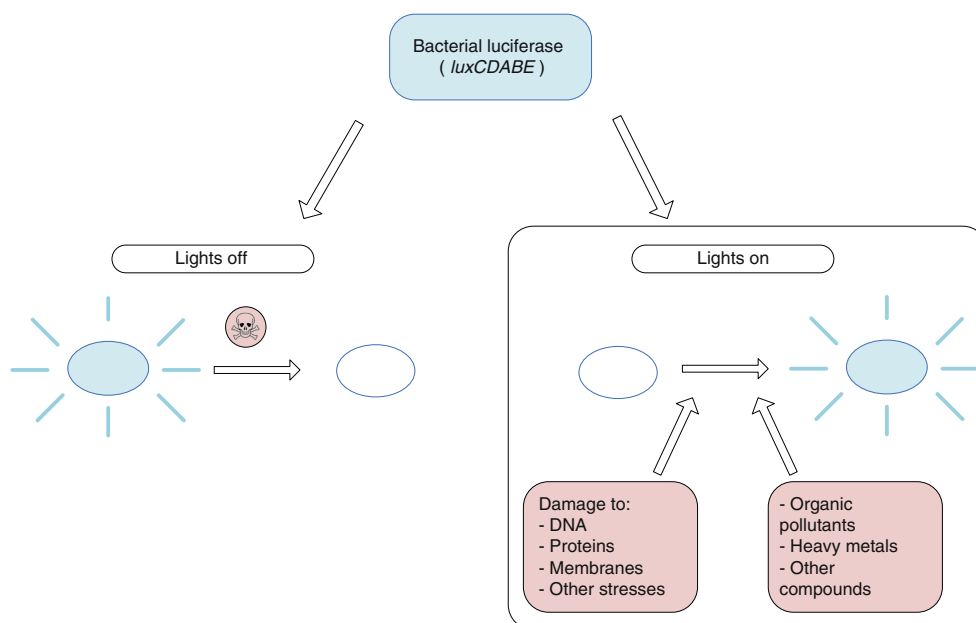 Bacterial luciferase
( luxCDABE )
Lights off
Lights on
Damage to:
- DNA
- Proteins
- Membranes
- Other stresses
- Organic
pollutants
- Heavy metals
- Other
compounds